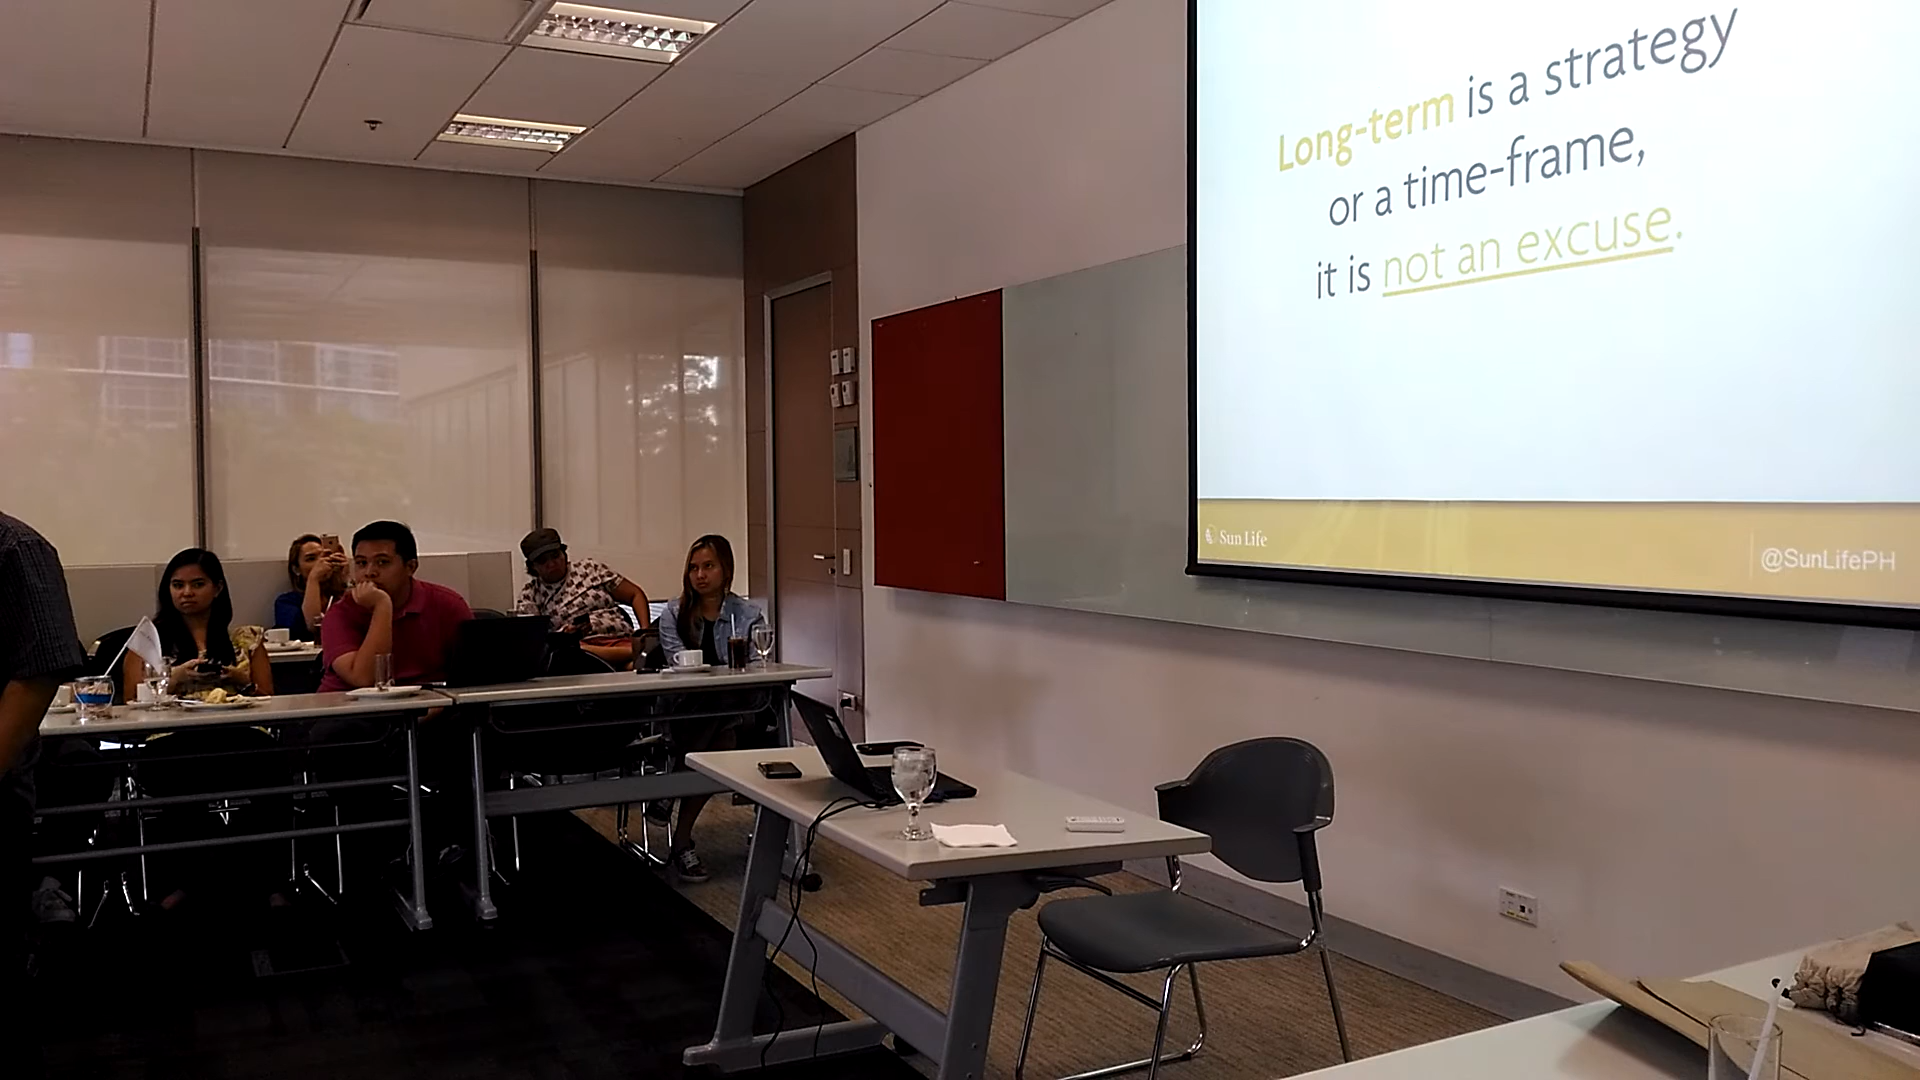 Long-term is a strategy
or a time-frame,
it is not an excuse.
Sun Life
@SunLifePH